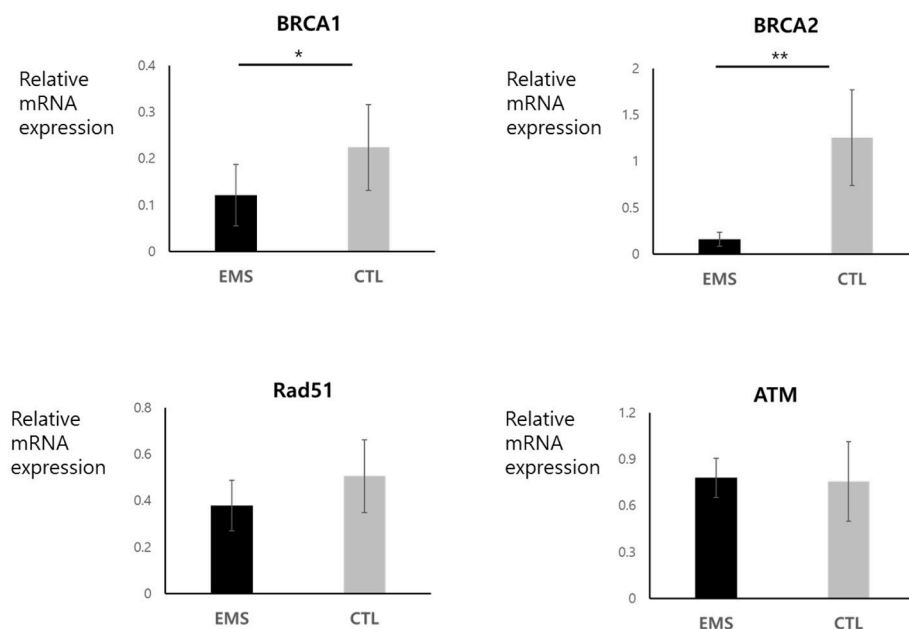 BRCA1
Relative
mRNA
expression
0.4
0.3
0.2
0.1
0
*
EMS
CTL
BRCA2
Relative
mRNA
expression
2
1.5
1
0.5
0
**
EMS
CTL
Rad51
Relative
mRNA
expression
0.8
0.6
0.4
0.2
0
EMS
CTL
ATM
Relative
mRNA
expression
1.2
0.9
0.6
0.3
0
EMS
CTL